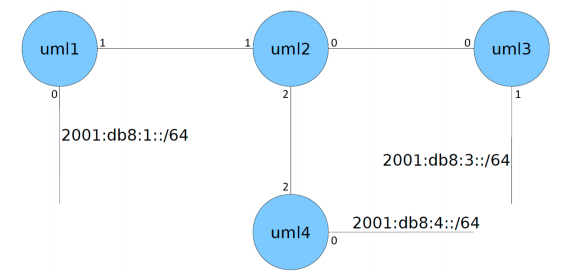 uml1 1 1 uml2 0 0 uml3
0 2 1
2001:db8:1::/64
2001:db8:3::/64
2
uml4 0 2001:db8:4::/64